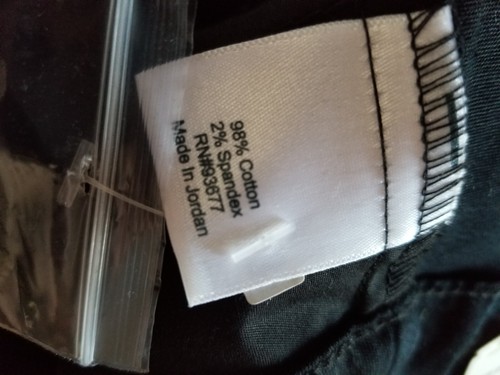 98% Cotton
2% Spandex
RN#93677
Made In Jordan